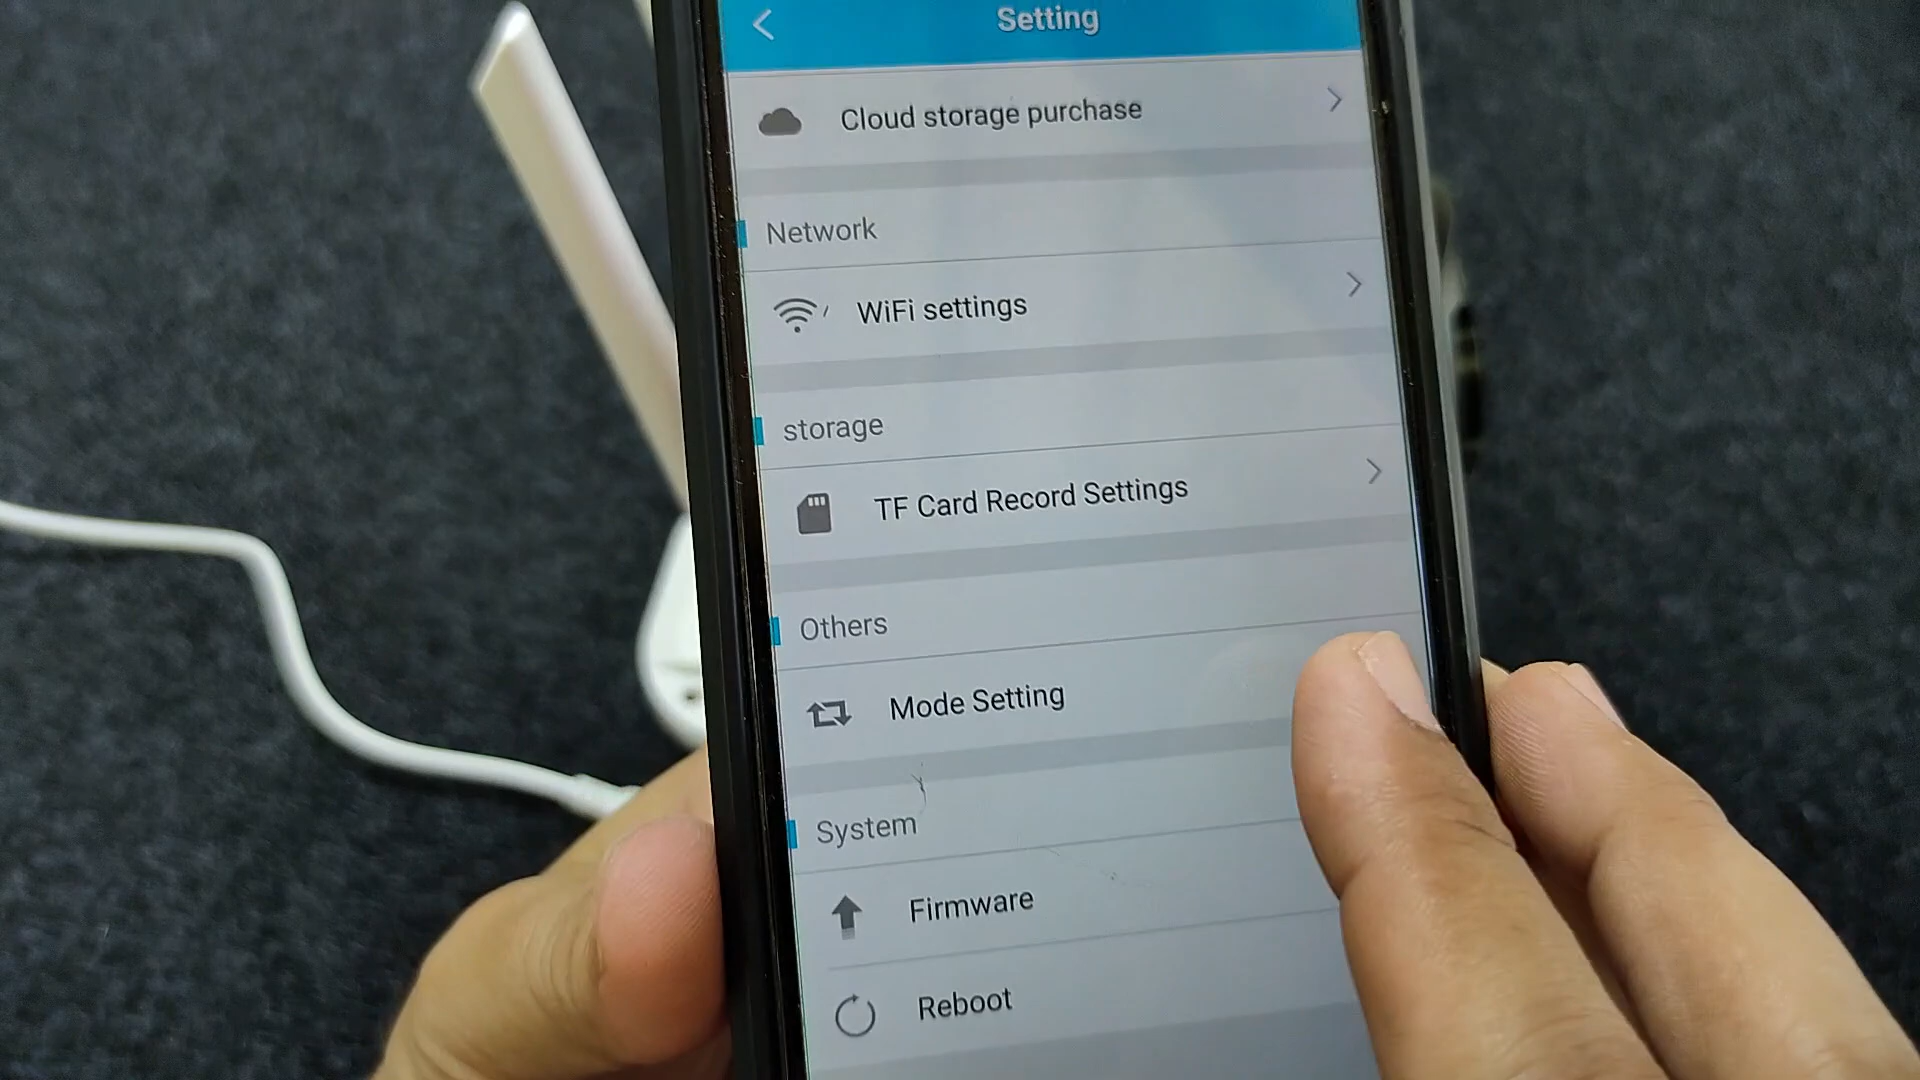 Setting
Cloud storage purchase
Network
WiFi settings
storage
TF Card Record Settings
Others
Mode Setting
System
Firmware
Reboot